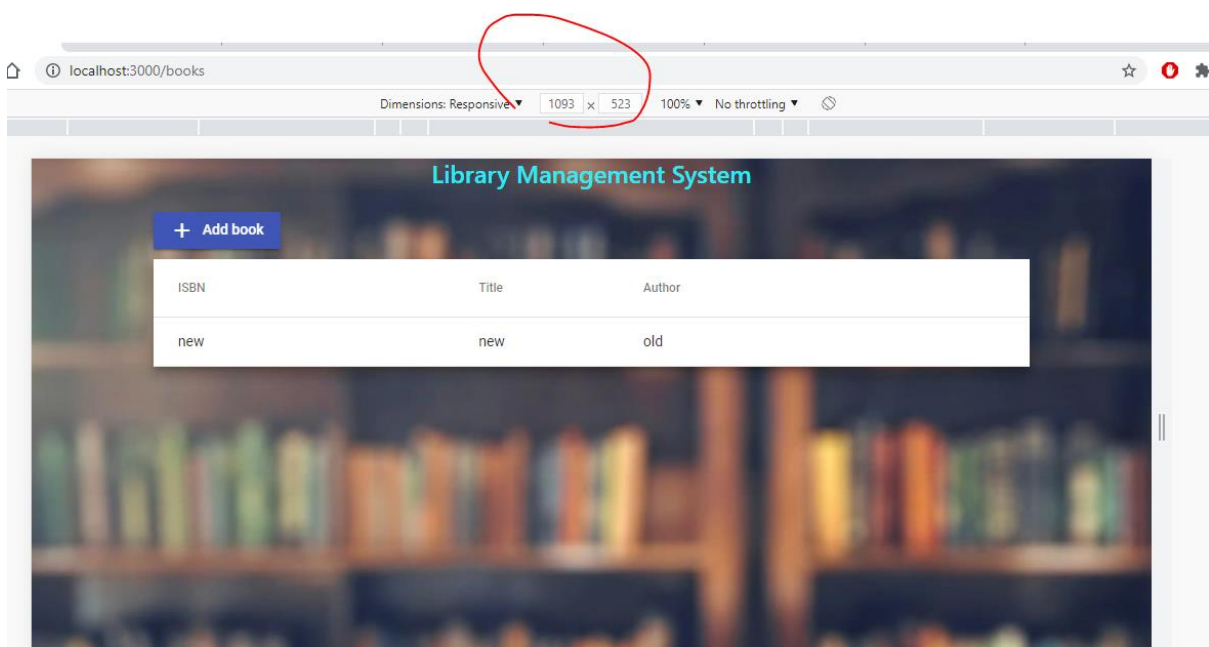 localhost:3000/books
Dimensions: Responsive ▼ 1093 x 523 100% ▼ No throttling ▼
Library Management System
+ Add book
ISBN Title Author
new new old